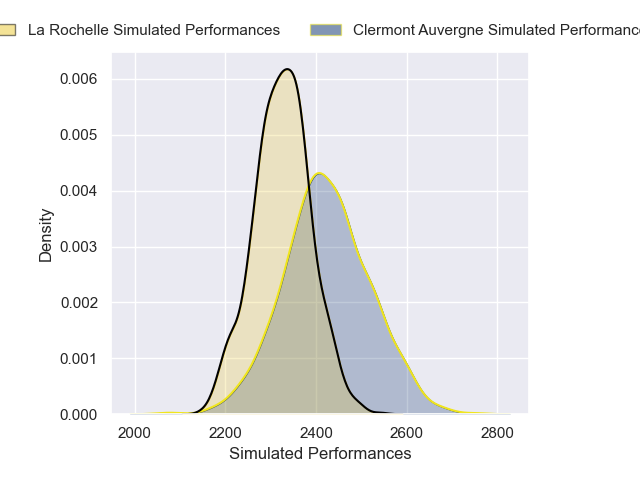 La Rochelle Simulated Performances
Clermont Auvergne Simulated Performanc
0.006
0.005
0.004
0.003
0.002
0.001
0.000
Density
2000 2200 2400 2600 2800
Simulated Performances